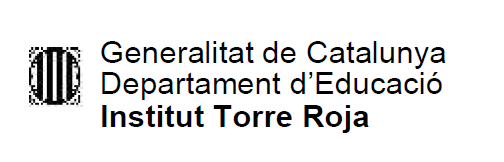 Generalitat de Catalunya
Departament d’Educació
Institut Torre Roja